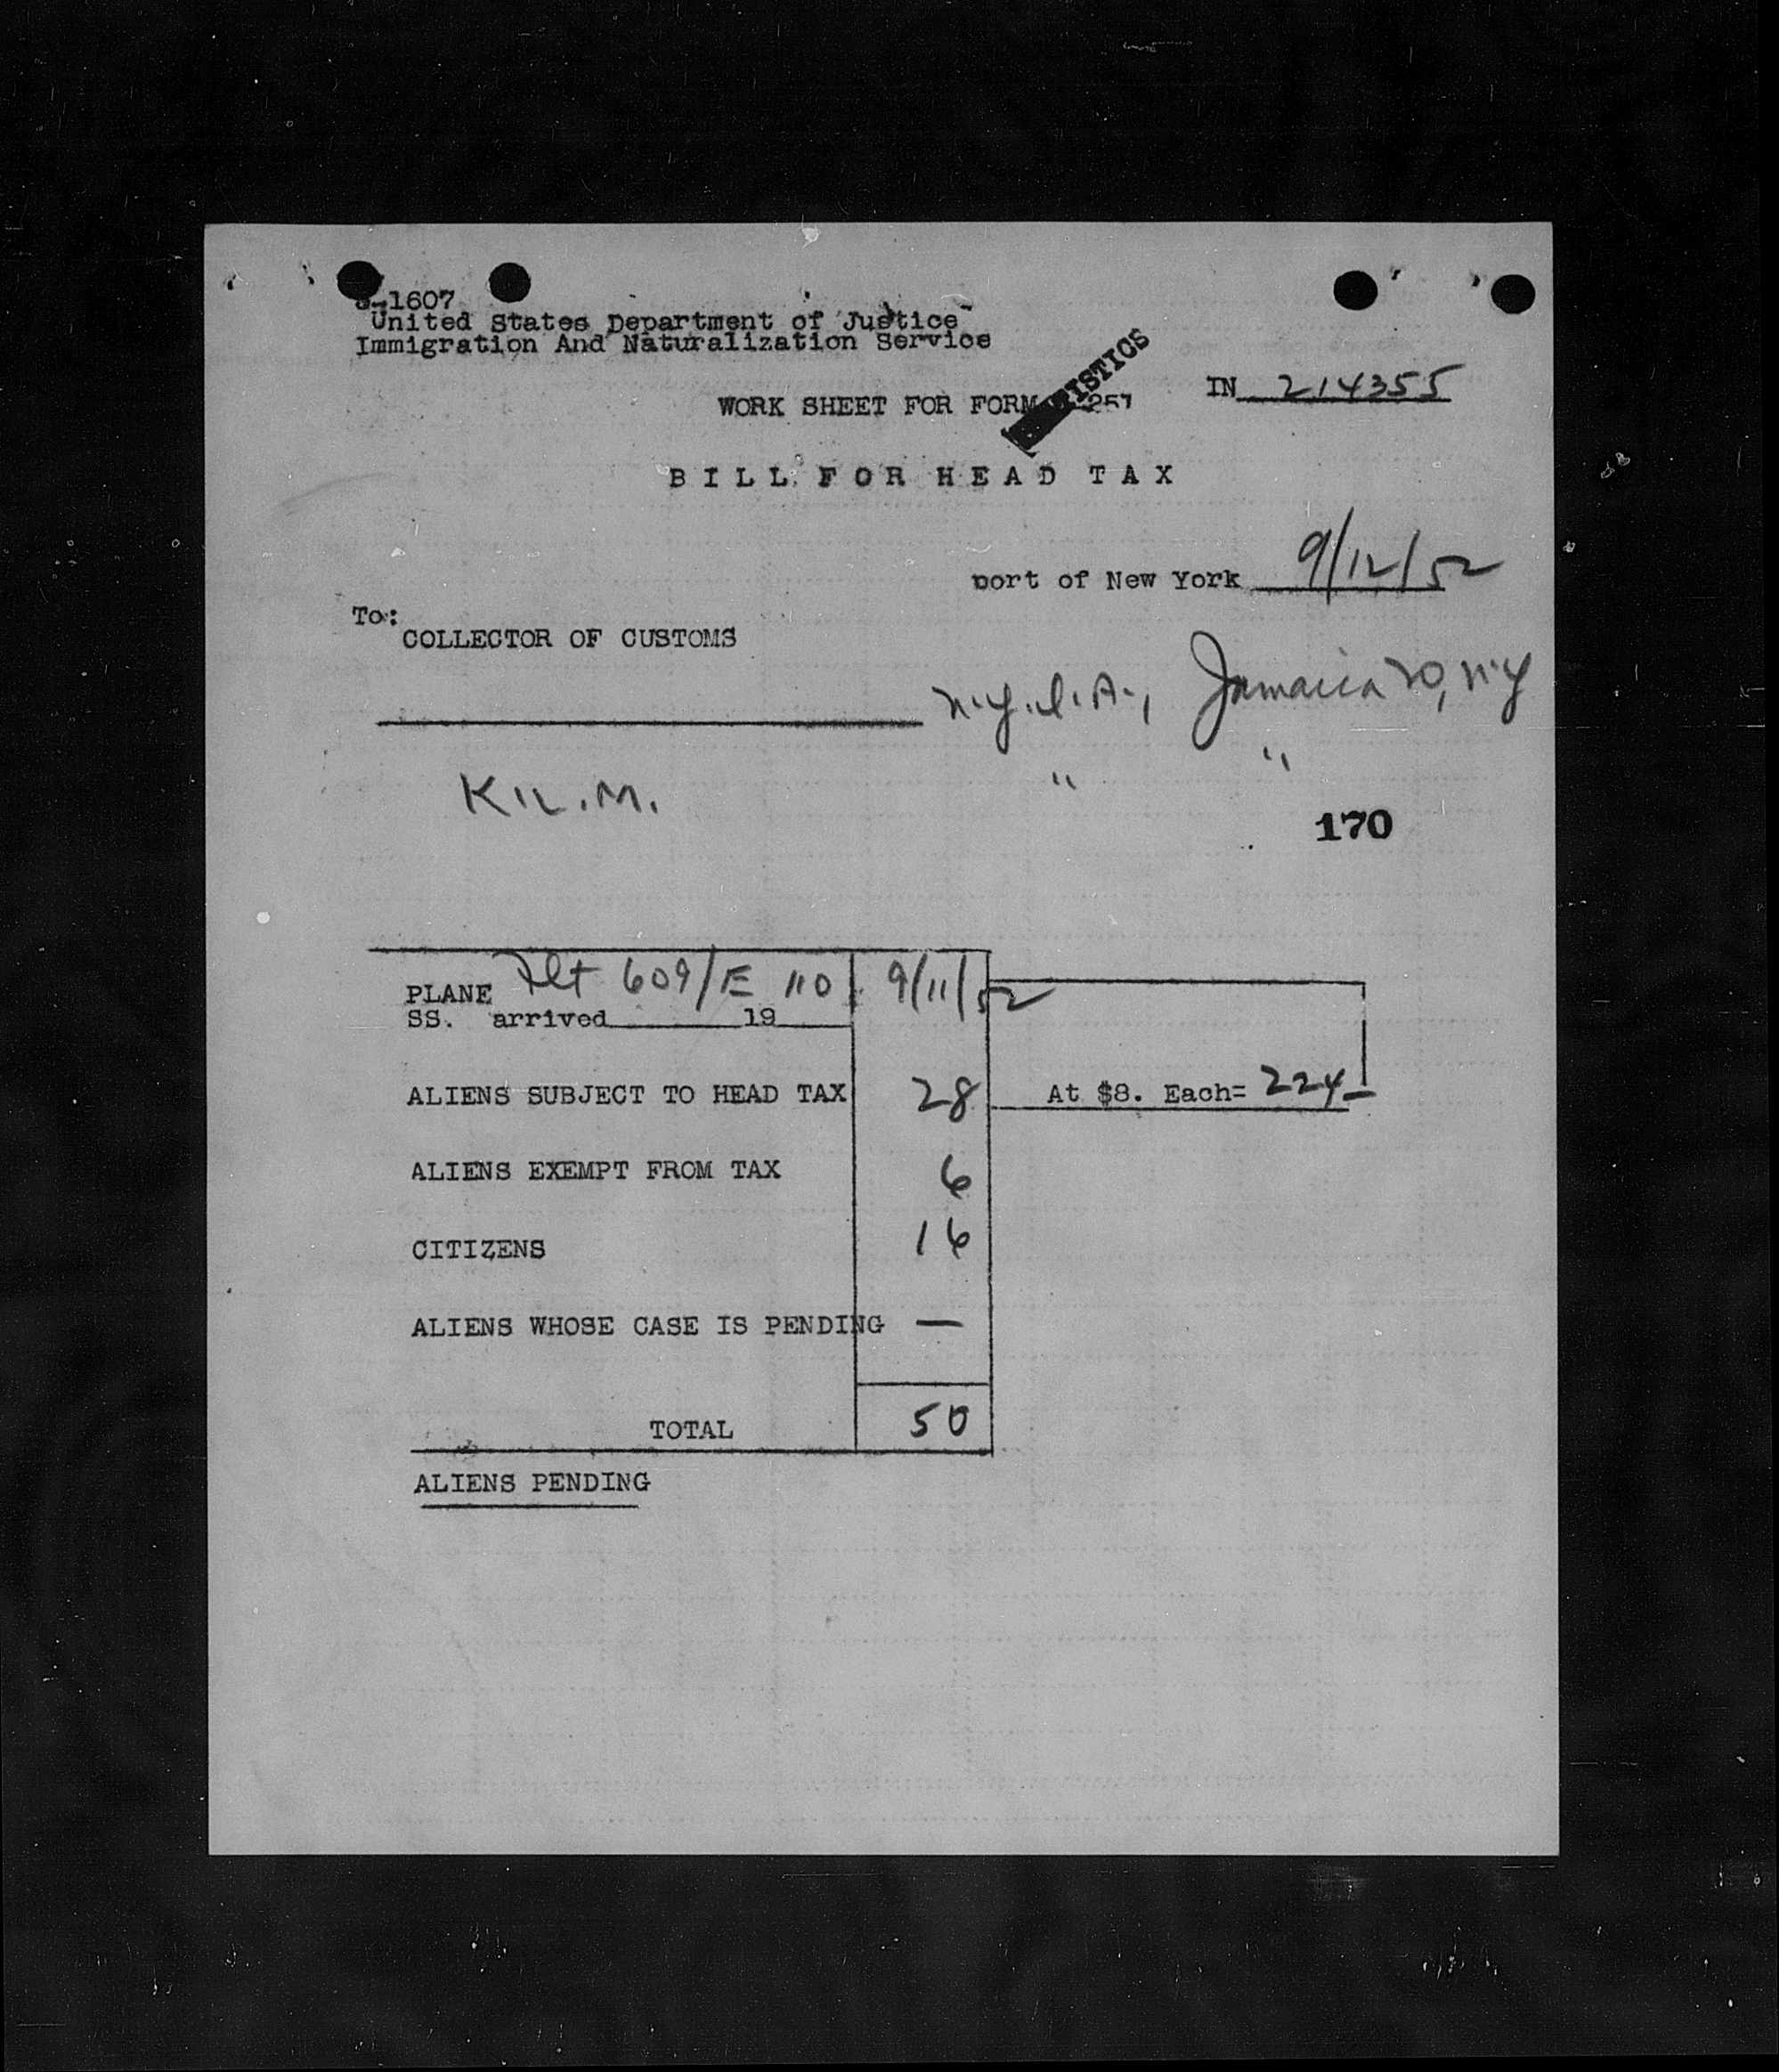 -1607
United States Department of Justice
Immigration And Naturalization Service
ISTICS
IN 214355
WORK SHEET FOR FORM 257
BILL FOR HEAD TAX
port of New York 9/12/52
To:
COLLECTOR OF CUSTOMS
N.Y.I.A., Jamaica 20, N.Y
" "
K.L.M.
170
PLANE Flt 609/E 110 9/11/52
SS. arrived 19
ALIENS SUBJECT TO HEAD TAX 28 At $8. Each= 224-
ALIENS EXEMPT FROM TAX 6
CITIZENS 16
ALIENS WHOSE CASE IS PENDING —
TOTAL 50
ALIENS PENDING